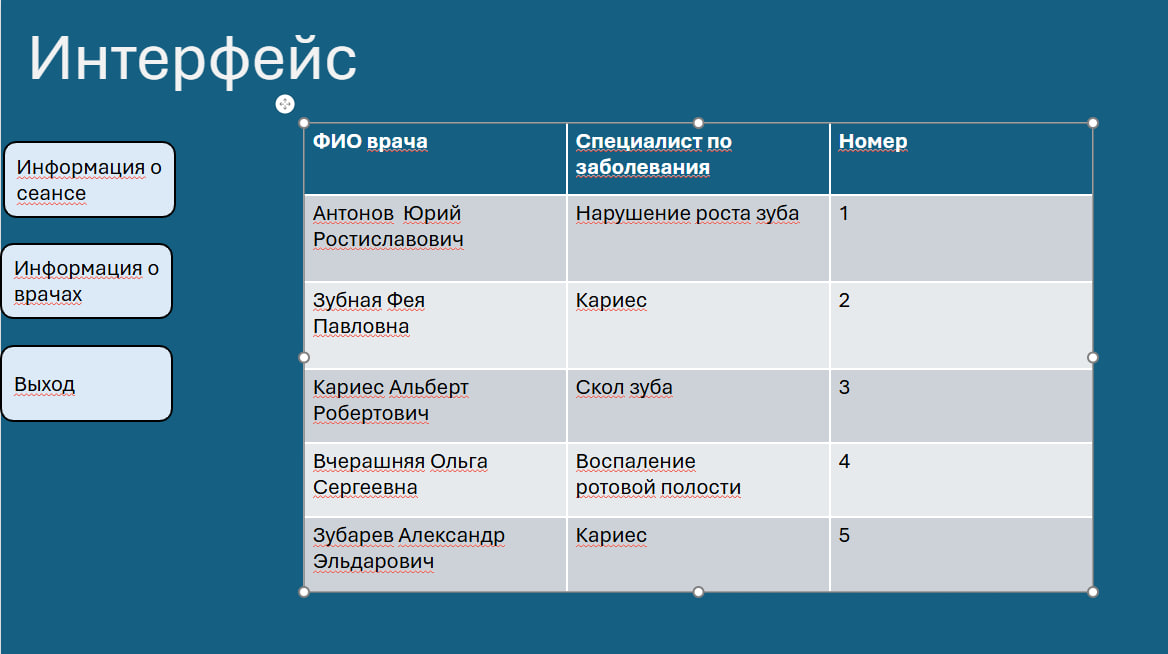 Интерфейс
Информация о
сеансе
Информация о
врачах
Выход
ФИО врача
Специалист по
заболевания
Номер
Антонов  Юрий
Ростиславович
Нарушение роста зуба
1
Зубная Фея
Павловна
Кариес
2
Кариес Альберт
Робертович
Скол зуба
3
Вчерашняя Ольга
Сергеевна
Воспаление
ротовой полости
4
Зубарев Александр
Эльдарович
Кариес
5